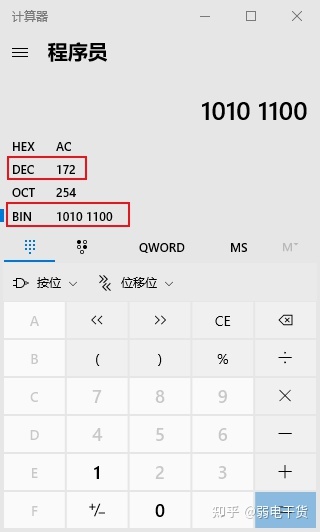 计算器
程序员
1010 1100
HEX AC
DEC 172
OCT 254
BIN 1010 1100
QWORD MS M˅
按位 位移位
A << >> CE
B ( ) % ÷
C 7 8 9 ×
D 4 5 6 −
E 1 2 3 +
F +/− 0 . =
知乎 @弱电干货